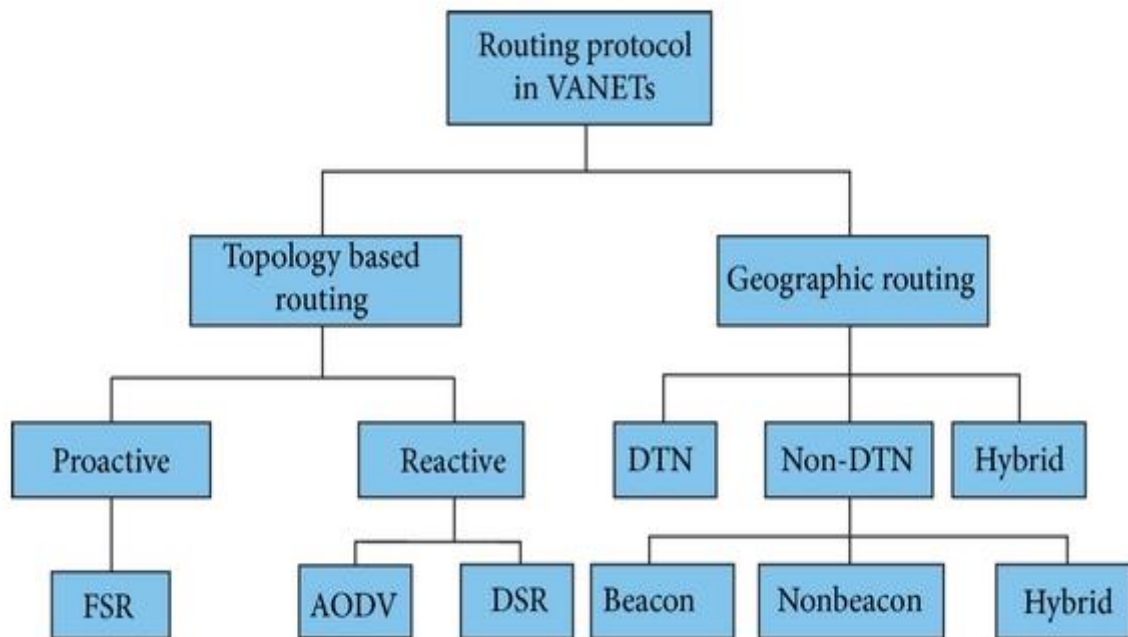 Routing protocol
in VANETs
Topology based
routing
Geographic routing
Proactive
Reactive
DTN
Non-DTN
Hybrid
FSR
AODV
DSR
Beacon
Nonbeacon
Hybrid